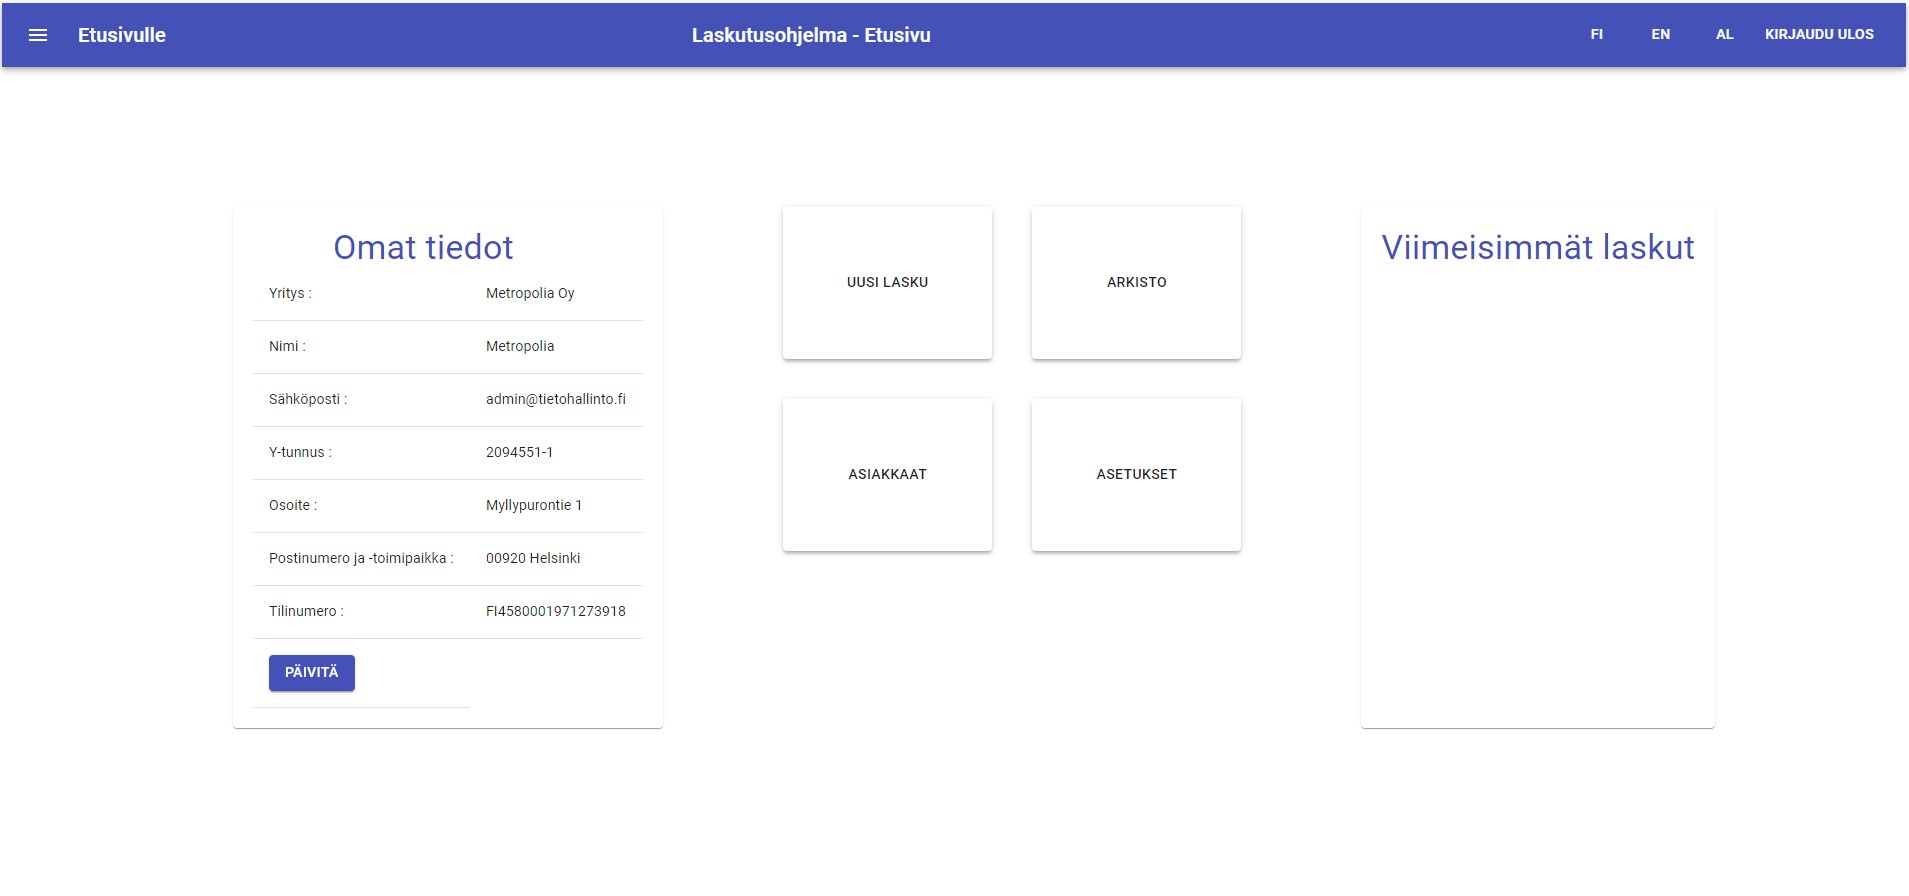 Etusivulle
Laskutusohjelma - Etusivu
FI EN AL KIRJAUDU ULOS
Omat tiedot
Yritys : Metropolia Oy
Nimi : Metropolia
Sähköposti : admin@tietohallinto.fi
Y-tunnus : 2094551-1
Osoite : Myllypurontie 1
Postinumero ja -toimipaikka : 00920 Helsinki
Tilinumero : FI4580001971273918
PÄIVITÄ
UUSI LASKU
ARKISTO
ASIAKKAAT
ASETUKSET
Viimeisimmät laskut